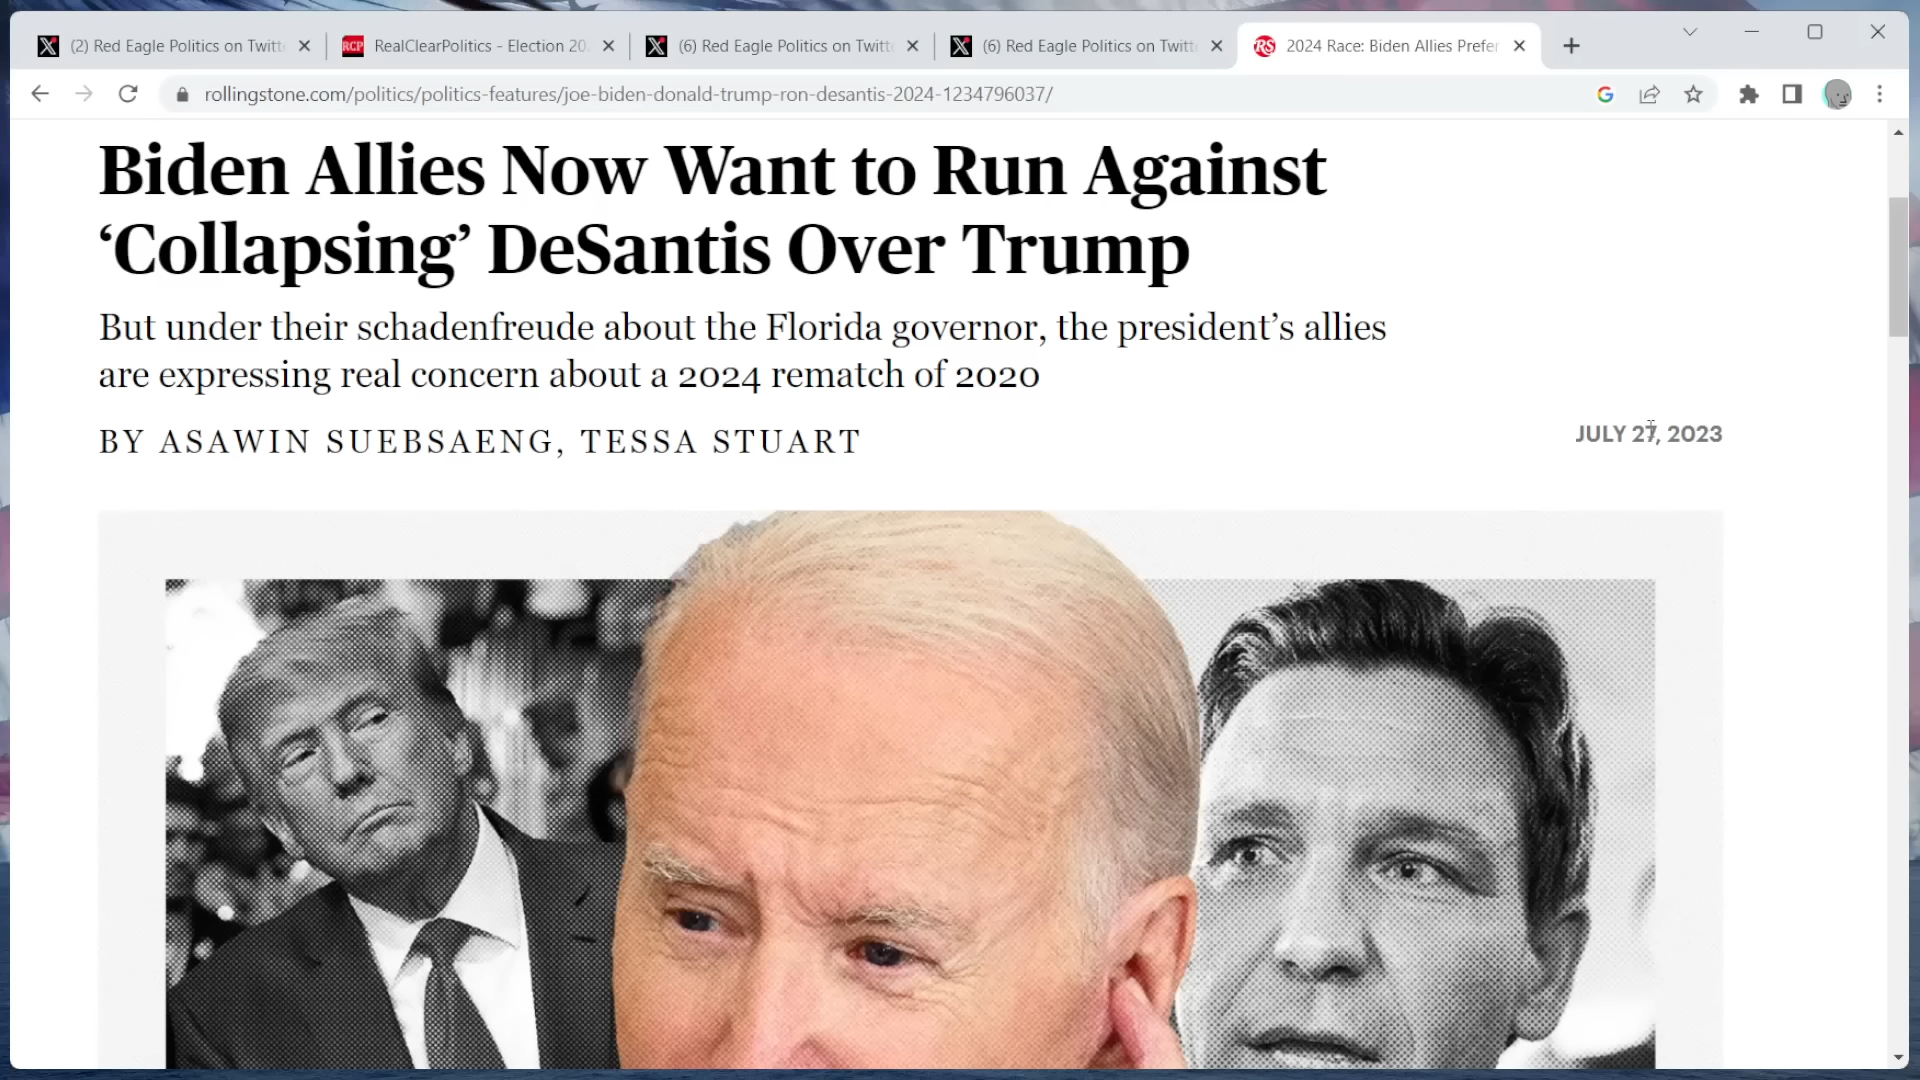 (2) Red Eagle Politics on Twitt
RCP
RealClearPolitics - Election 20
(6) Red Eagle Politics on Twitt
(6) Red Eagle Politics on Twitt
RS
2024 Race: Biden Allies Prefer
rollingstone.com/politics/politics-features/joe-biden-donald-trump-ron-desantis-2024-1234796037/
Biden Allies Now Want to Run Against
‘Collapsing’ DeSantis Over Trump
But under their schadenfreude about the Florida governor, the president’s allies
are expressing real concern about a 2024 rematch of 2020
BY ASAWIN SUEBSAENG, TESSA STUART
JULY 27, 2023